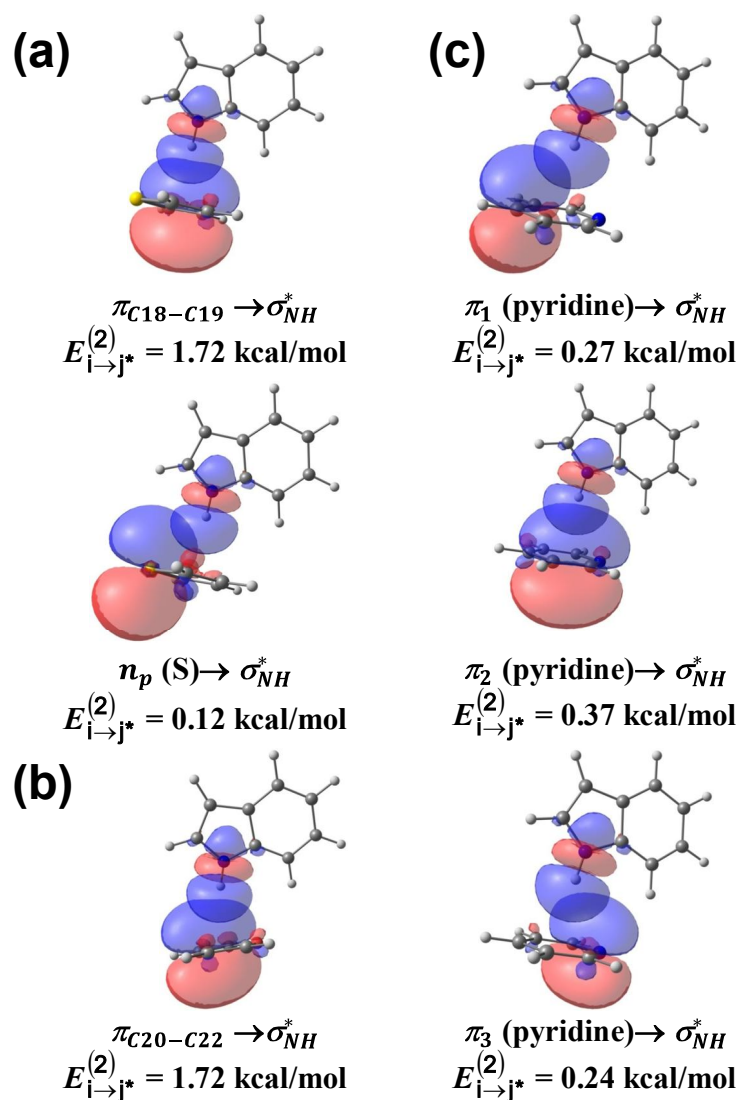 (a)
π_{C18−C19} → σ*_{NH}
E^{(2)}_{i→j*} = 1.72 kcal/mol
n_p (S) → σ*_{NH}
E^{(2)}_{i→j*} = 0.12 kcal/mol
(b)
π_{C20−C22} → σ*_{NH}
E^{(2)}_{i→j*} = 1.72 kcal/mol
(c)
π_1 (pyridine) → σ*_{NH}
E^{(2)}_{i→j*} = 0.27 kcal/mol
π_2 (pyridine) → σ*_{NH}
E^{(2)}_{i→j*} = 0.37 kcal/mol
π_3 (pyridine) → σ*_{NH}
E^{(2)}_{i→j*} = 0.24 kcal/mol